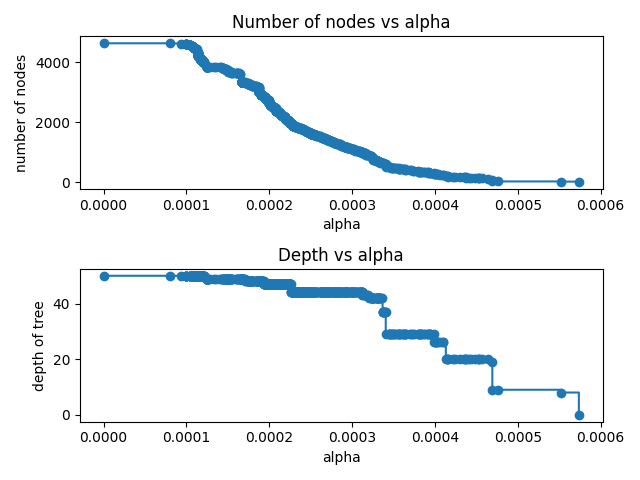 Number of nodes vs alpha
number of nodes
4000
2000
0
0.0000 0.0001 0.0002 0.0003 0.0004 0.0005 0.0006
alpha
Depth vs alpha
depth of tree
40
20
0
0.0000 0.0001 0.0002 0.0003 0.0004 0.0005 0.0006
alpha